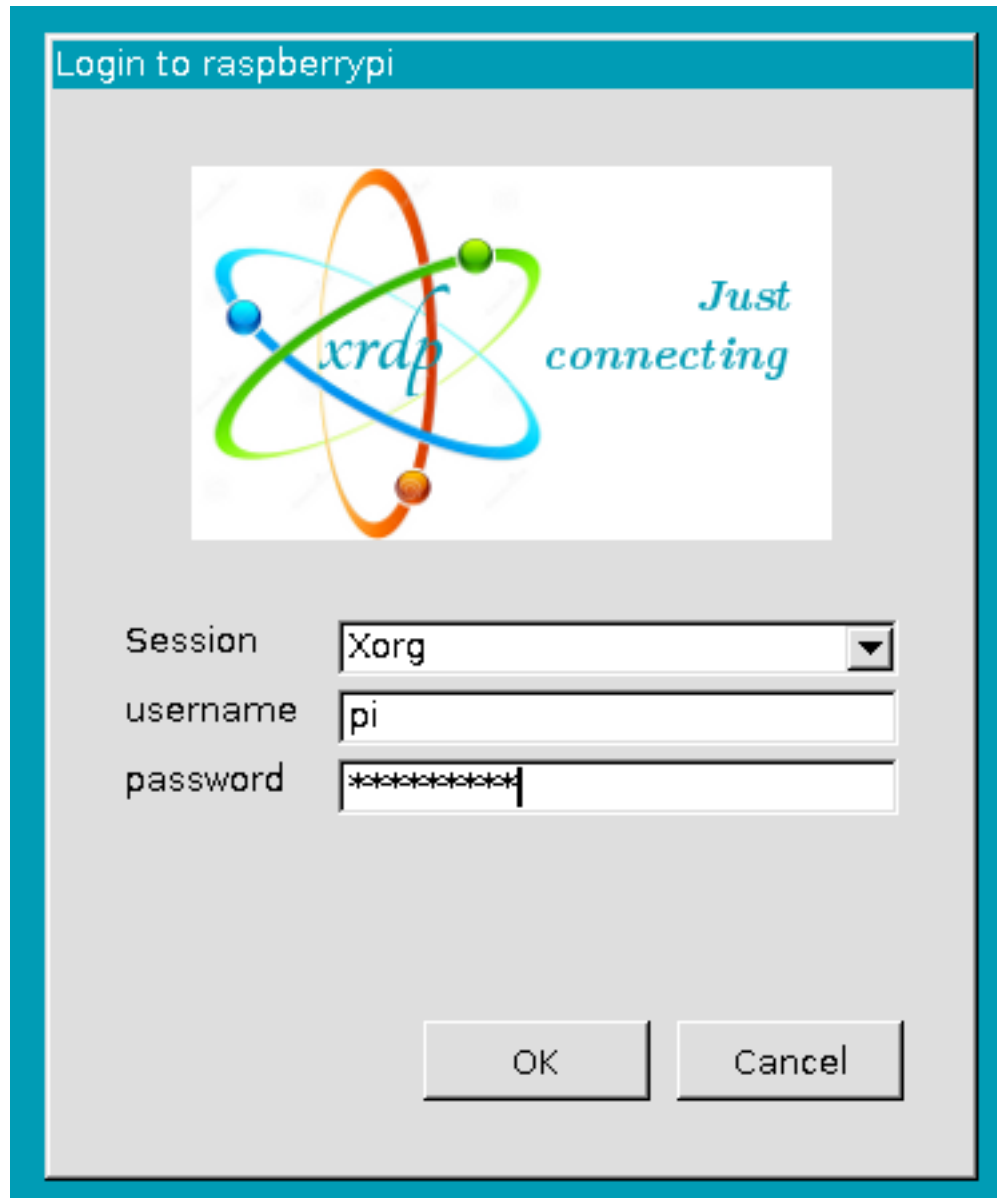 Login to raspberrypi
xrdp
Just
connecting
Session Xorg
username pi
password *********
OK Cancel